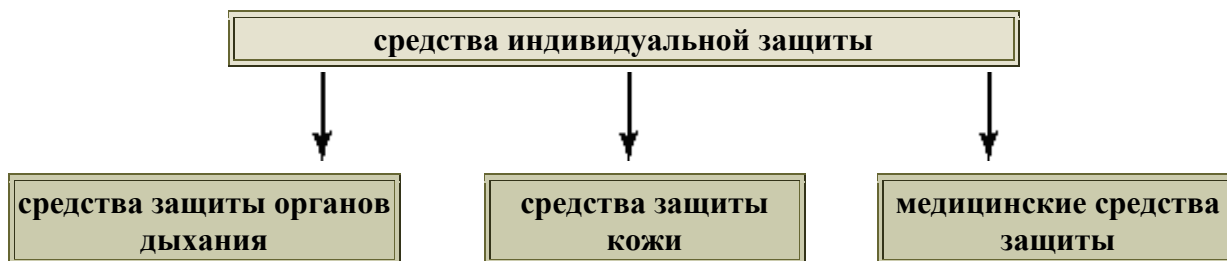 средства индивидуальной защиты
средства защиты органов
дыхания
средства защиты
кожи
медицинские средства
защиты